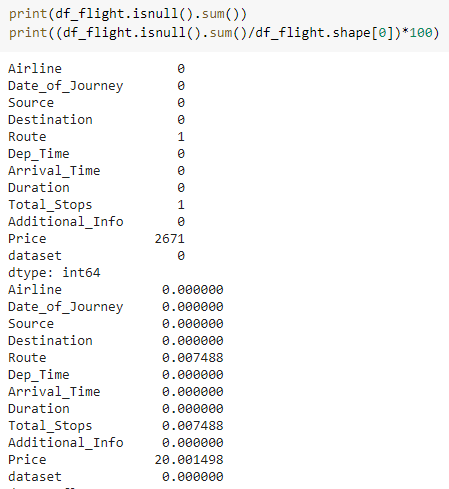 print(df_flight.isnull().sum())
print((df_flight.isnull().sum()/df_flight.shape[0])*100)
Airline 0
Date_of_Journey 0
Source 0
Destination 0
Route 1
Dep_Time 0
Arrival_Time 0
Duration 0
Total_Stops 1
Additional_Info 0
Price 2671
dataset 0
dtype: int64
Airline 0.000000
Date_of_Journey 0.000000
Source 0.000000
Destination 0.000000
Route 0.007488
Dep_Time 0.000000
Arrival_Time 0.000000
Duration 0.000000
Total_Stops 0.007488
Additional_Info 0.000000
Price 20.001498
dataset 0.000000